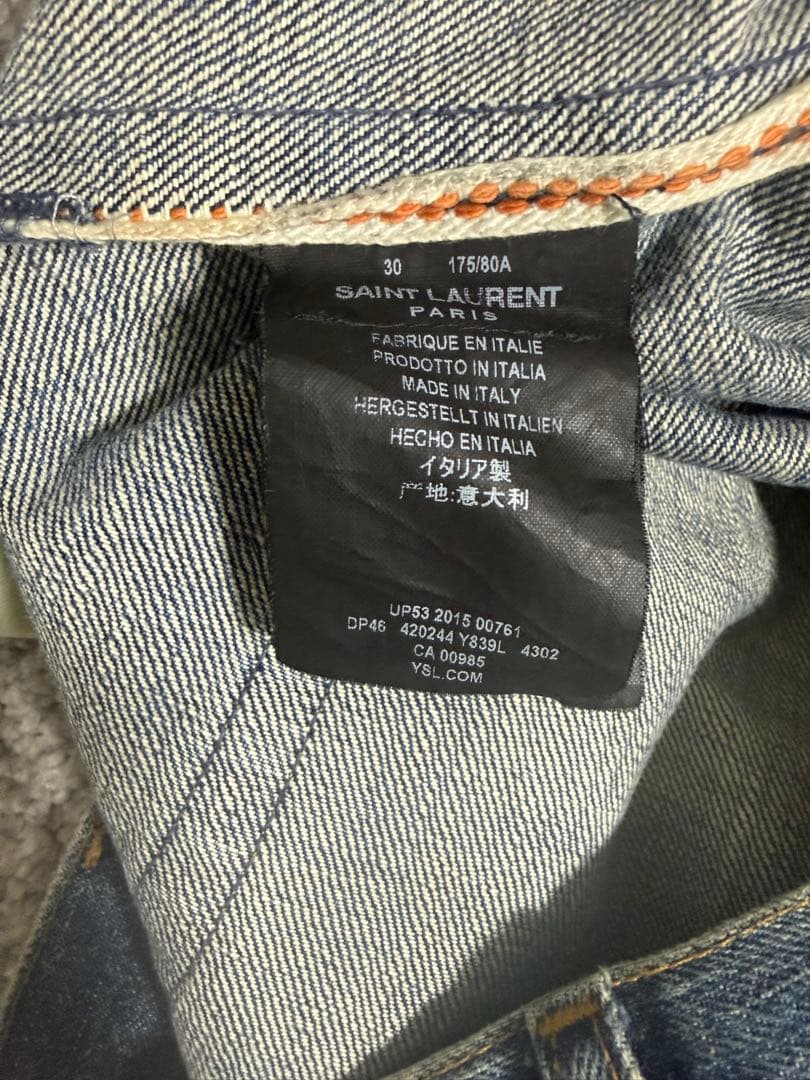 30 175/80A
SAINT LAURENT
PARIS
FABRIQUE EN ITALIE
PRODOTTO IN ITALIA
MADE IN ITALY
HERGESTELLT IN ITALIEN
HECHO EN ITALIA
イタリア製
产地:意大利
UP53 2015 00761
DP46 420244 Y839L 4302
CA 00985
YSL.COM